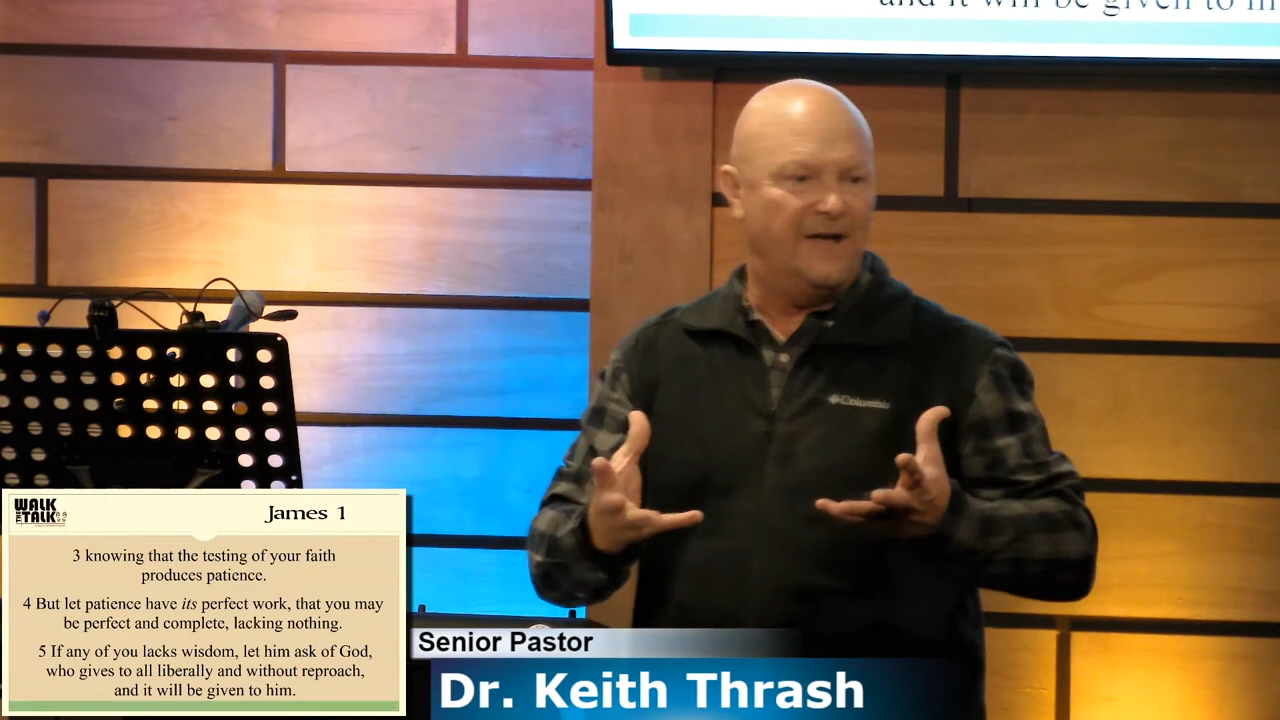 and it will be given to
Columbia
WALK
THE TALK
James 1
3 knowing that the testing of your faith
produces patience.
4 But let patience have its perfect work, that you may
be perfect and complete, lacking nothing.
5 If any of you lacks wisdom, let him ask of God,
who gives to all liberally and without reproach,
and it will be given to him.
Senior Pastor
Dr. Keith Thrash